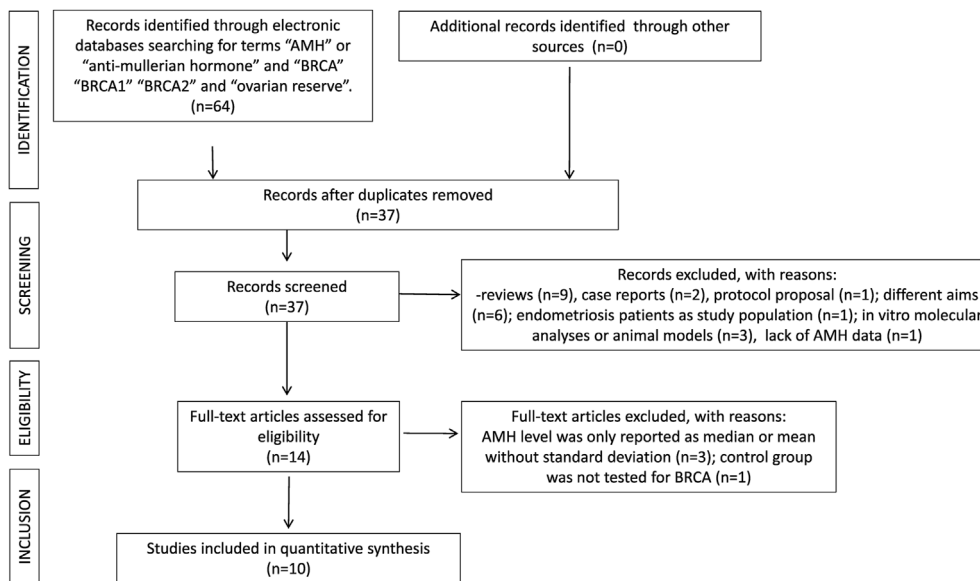 IDENTIFICATION
Records identified through electronic
databases searching for terms “AMH” or
“anti-mullerian hormone” and “BRCA”
“BRCA1” “BRCA2” and “ovarian reserve”.
(n=64)
Additional records identified through other
sources (n=0)
Records after duplicates removed
(n=37)
SCREENING
Records screened
(n=37)
Records excluded, with reasons:
-reviews (n=9), case reports (n=2), protocol proposal (n=1); different aims
(n=6); endometriosis patients as study population (n=1); in vitro molecular
analyses or animal models (n=3), lack of AMH data (n=1)
ELIGIBILITY
Full-text articles assessed for
eligibility
(n=14)
Full-text articles excluded, with reasons:
AMH level was only reported as median or mean
without standard deviation (n=3); control group
was not tested for BRCA (n=1)
INCLUSION
Studies included in quantitative synthesis
(n=10)